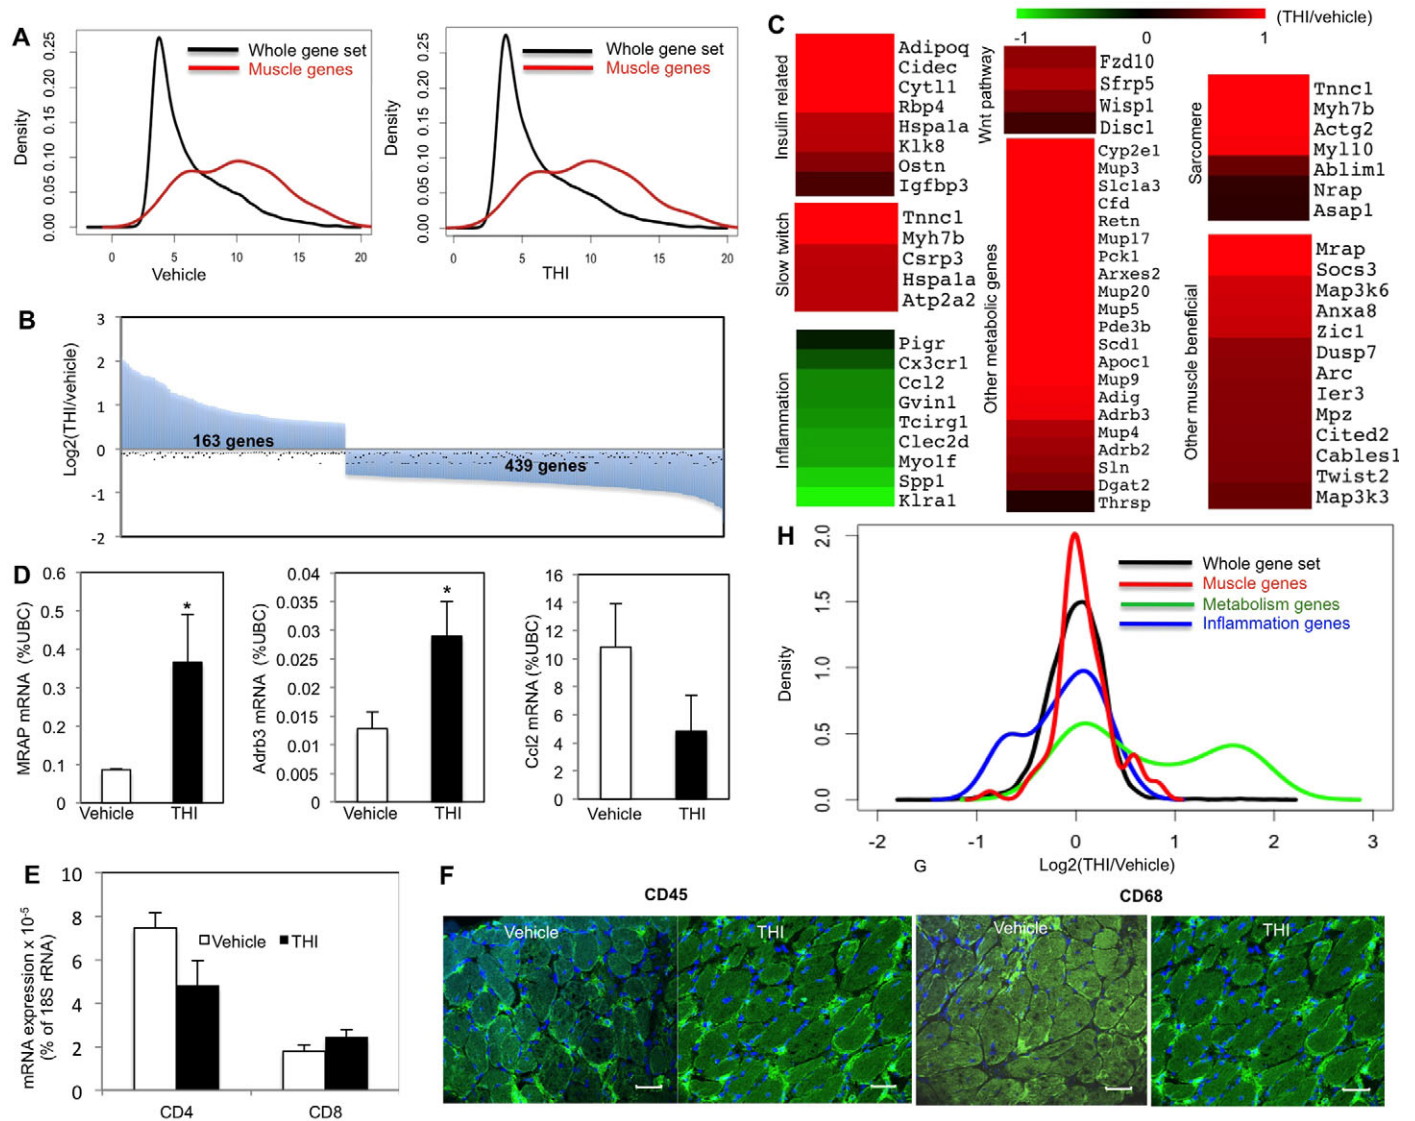 A
Density
0.00 0.05 0.10 0.15 0.20 0.25
Whole gene set
Muscle genes
0 5 10 15 20
Vehicle
Density
0.00 0.05 0.10 0.15 0.20 0.25
Whole gene set
Muscle genes
0 5 10 15 20
THI
B
Log2(THI/vehicle)
3
2
1
0
-1
-2
163 genes
439 genes
C
(THI/vehicle)
-1 0 1
Insulin related
Adipoq
Cidec
Cytl1
Rbp4
Hspa1a
Klk8
Ostn
Igfbp3
Slow twitch
Tnnc1
Myh7b
Csrp3
Hspa1a
Atp2a2
Inflammation
Pigr
Cx3cr1
Ccl2
Gvin1
Tcirg1
Clec2d
Myo1f
Spp1
Klra1
Wnt pathway
Fzd10
Sfrp5
Wisp1
Disc1
Other metabolic genes
Cyp2e1
Mup3
Slc1a3
Cfd
Retn
Mup17
Pck1
Arxes2
Mup20
Mup5
Pde3b
Scd1
Apoc1
Mup9
Adig
Adrb3
Mup4
Adrb2
Sln
Dgat2
Thrsp
Sarcomere
Tnnc1
Myh7b
Actg2
Myl10
Ablim1
Nrap
Asap1
Other muscle beneficial
Mrap
Socs3
Map3k6
Anxa8
Zic1
Dusp7
Arc
Ier3
Mpz
Cited2
Cables1
Twist2
Map3k3
D
MRAP mRNA (%UBC)
0.6
0.5
0.4
0.3
0.2
0.1
0
*
Vehicle THI
Adrb3 mRNA (%UBC)
0.04
0.035
0.03
0.025
0.02
0.015
0.01
0.005
0
*
Vehicle THI
Ccl2 mRNA (%UBC)
16
14
12
10
8
6
4
2
0
Vehicle THI
H
Density
0.0 0.5 1.0 1.5 2.0
Whole gene set
Muscle genes
Metabolism genes
Inflammation genes
-2 -1 0 1 2 3
G
Log2(THI/Vehicle)
E
mRNA expression x 10-5
(% of 18S rRNA)
10
8
6
4
2
0
Vehicle THI
CD4 CD8
F
CD45 CD68
Vehicle THI Vehicle THI